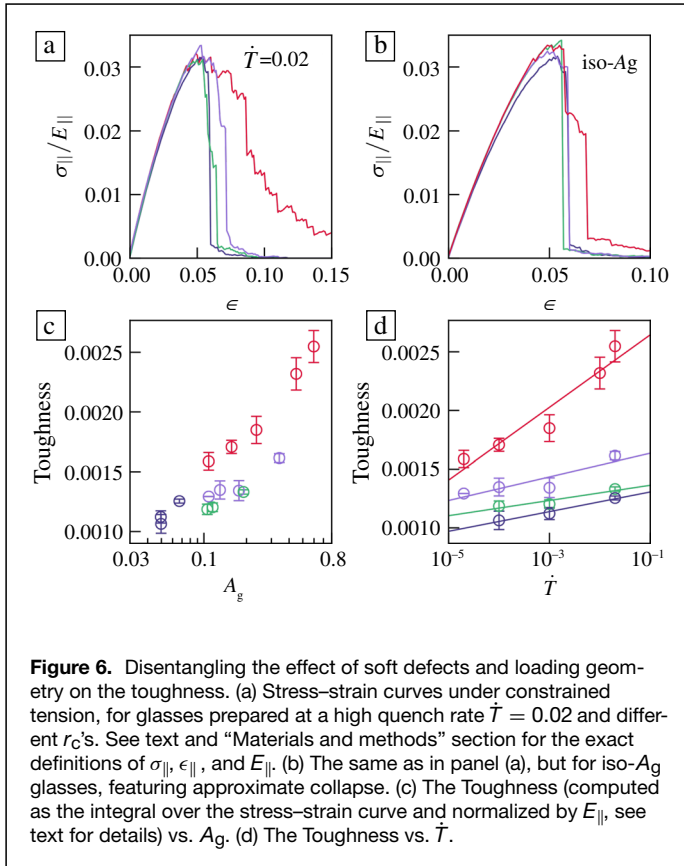 a
b
Ṫ=0.02
iso-Ag
0.03
0.02
0.01
0.00
σ||/E||
0.00 0.05 0.10 0.15
ϵ
0.03
0.02
0.01
0.00
σ||/E||
0.00 0.05 0.10
ϵ
c
d
0.0025
0.0020
0.0015
0.0010
Toughness
0.03 0.1 0.8
A_g
0.0025
0.0020
0.0015
0.0010
Toughness
10⁻⁵ 10⁻³ 10⁻¹
Ṫ
Figure 6. Disentangling the effect of soft defects and loading geom-
etry on the toughness. (a) Stress–strain curves under constrained
tension, for glasses prepared at a high quench rate Ṫ = 0.02 and differ-
ent r_c's. See text and “Materials and methods” section for the exact
definitions of σ||, ϵ|| , and E||. (b) The same as in panel (a), but for iso-A_g
glasses, featuring approximate collapse. (c) The Toughness (computed
as the integral over the stress–strain curve and normalized by E||, see
text for details) vs. A_g. (d) The Toughness vs. Ṫ.